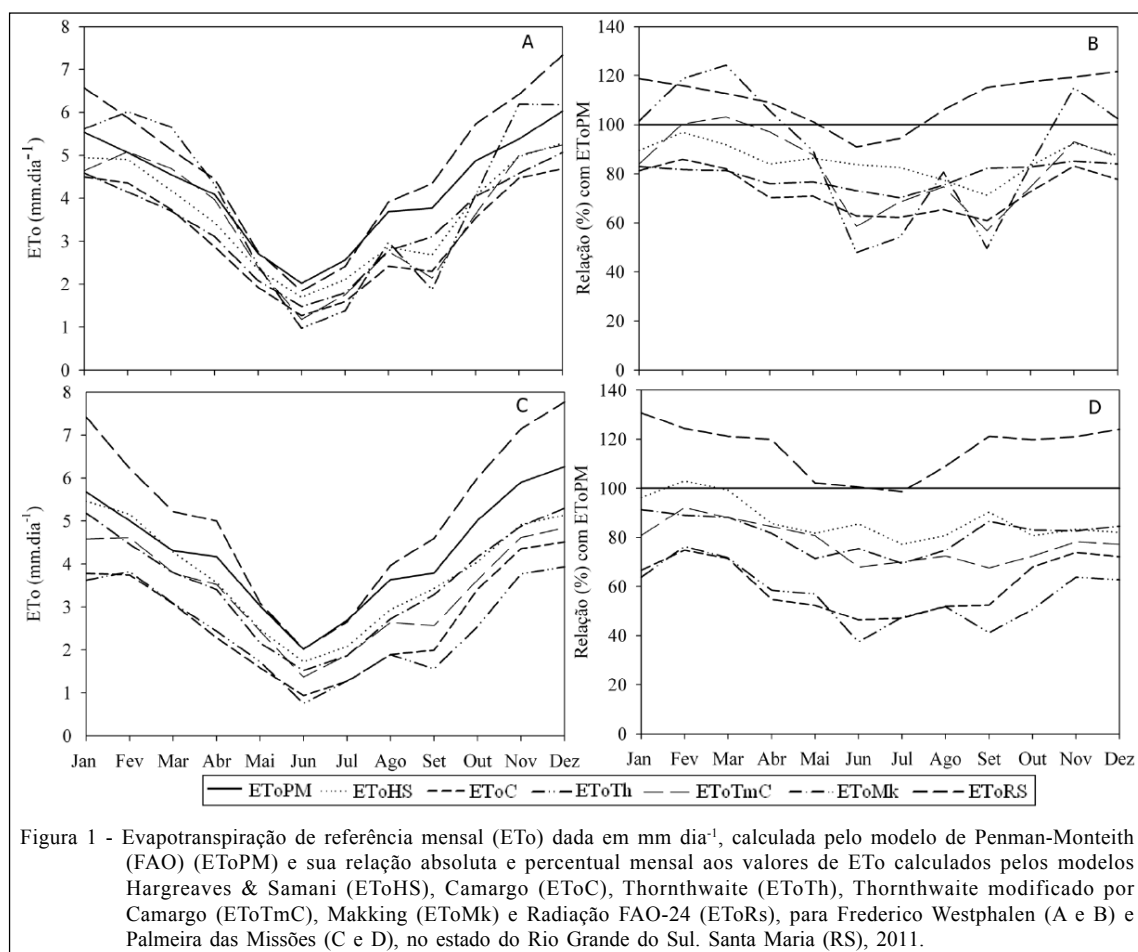 A
8
7
6
5
4
3
2
1
0
ETo (mm.dia⁻¹)
B
140
120
100
80
60
40
20
0
Relação (%) com EToPM
C
8
7
6
5
4
3
2
1
0
ETo (mm.dia⁻¹)
Jan Fev Mar Abr Mai Jun Jul Ago Set Out Nov Dez
D
140
120
100
80
60
40
20
0
Relação (%) com EToPM
Jan Fev Mar Abr Mai Jun Jul Ago Set Out Nov Dez
EToPM EToHS EToC EToTh EToTmC EToMk EToRS
Figura 1 - Evapotranspiração de referência mensal (ETo) dada em mm dia⁻¹, calculada pelo modelo de Penman-Monteith
(FAO) (EToPM) e sua relação absoluta e percentual mensal aos valores de ETo calculados pelos modelos
Hargreaves & Samani (EToHS), Camargo (EToC), Thornthwaite (EToTh), Thornthwaite modificado por
Camargo (EToTmC), Makking (EToMk) e Radiação FAO-24 (EToRs), para Frederico Westphalen (A e B) e
Palmeira das Missões (C e D), no estado do Rio Grande do Sul. Santa Maria (RS), 2011.